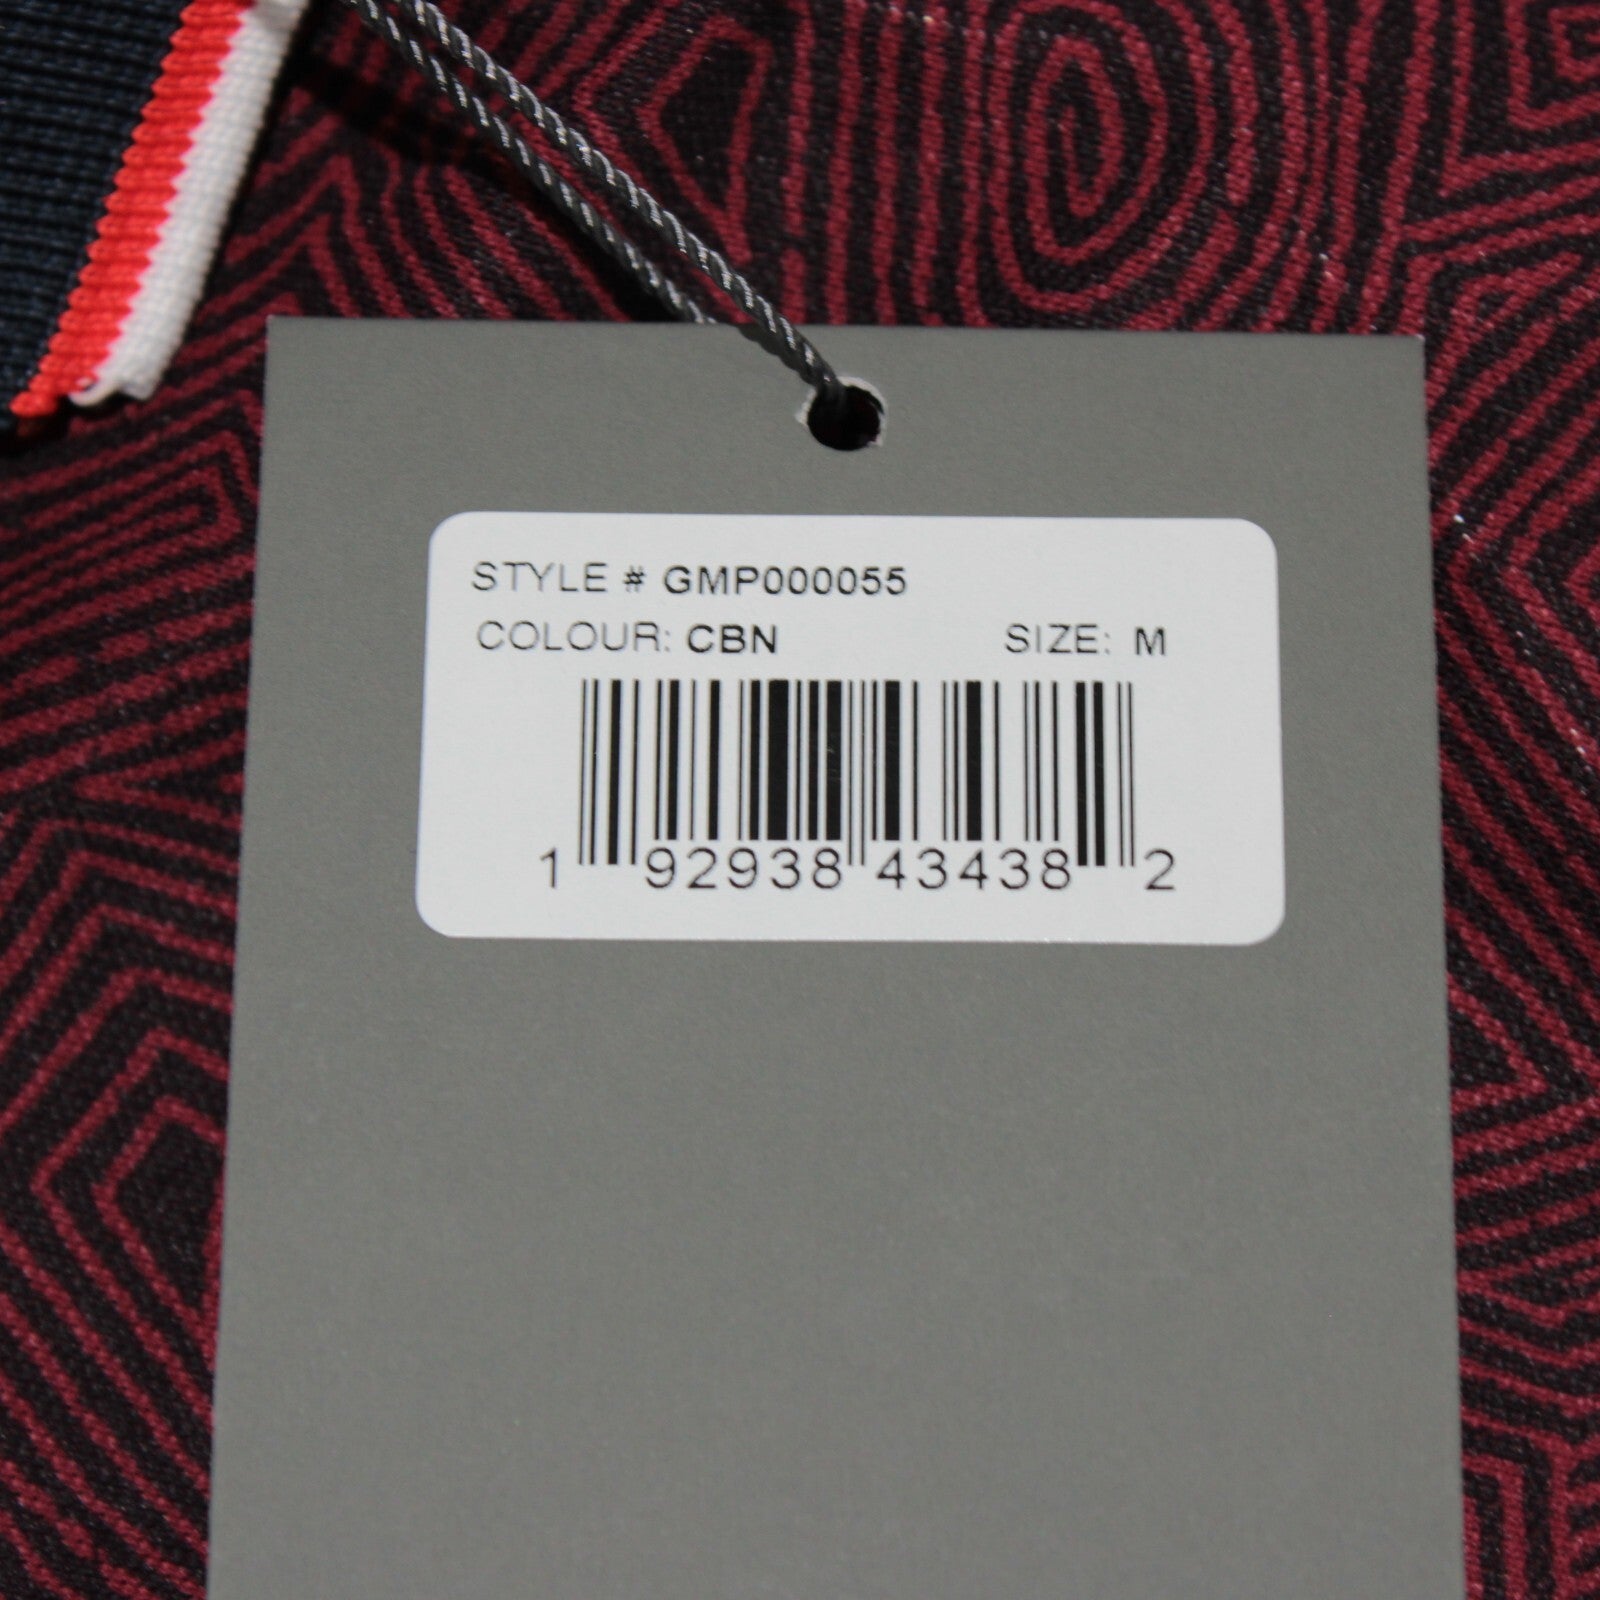 STYLE # GMP000055
COLOUR: CBN SIZE: M
1 92938 43438 2